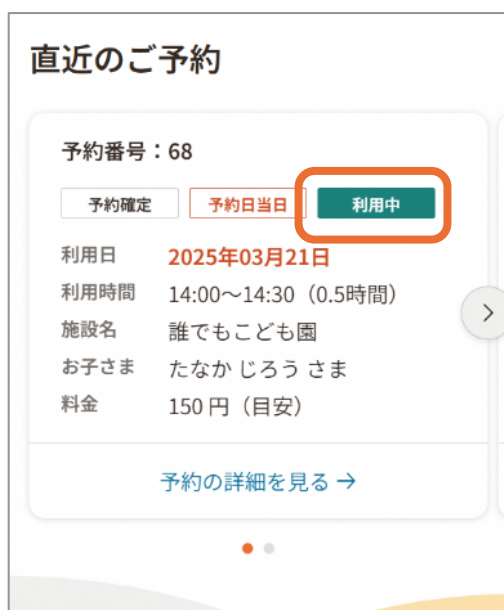 直近のご予約
予約番号：68
予約確定 予約日当日 利用中
利用日 2025年03月21日
利用時間 14:00～14:30（0.5時間）
施設名 誰でもこども園
お子さま たなか じろう さま
料金 150 円（目安）
予約の詳細を見る →